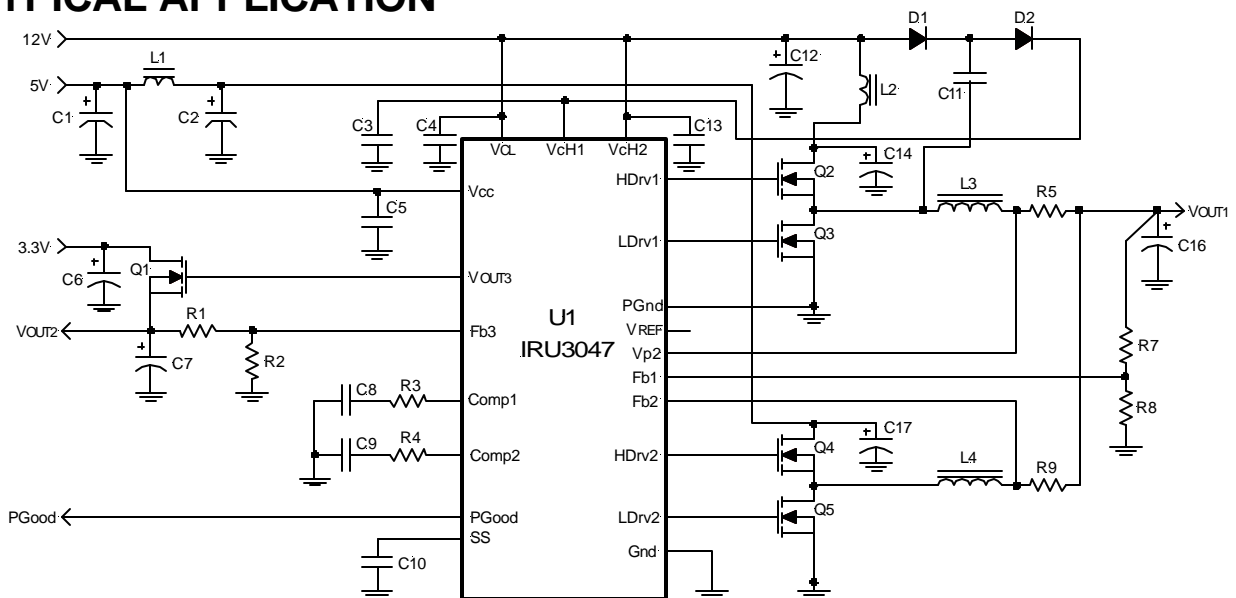 TYPICAL APPLICATION
D1 D2
12V
L1
C12
5V
L2
C11
C1 C2 C3 C4 C13
VCL VCH1 VCH2
C14
HDrv1 Q2
Vcc
L3 R5
C5
VOUT1
LDrv1 Q3
C16
3.3V
Q1
C6
VOUT3
PGnd
R1 U1 VREF
VOUT2 Fb3
IRU3047 Vp2 R7
C7 R2
Fb1
C8 R3 Comp1 Fb2 R8
C17
C9 R4 Q4
Comp2 HDrv2 L4 R9
PGood PGood LDrv2 Q5
SS
Gnd
C10